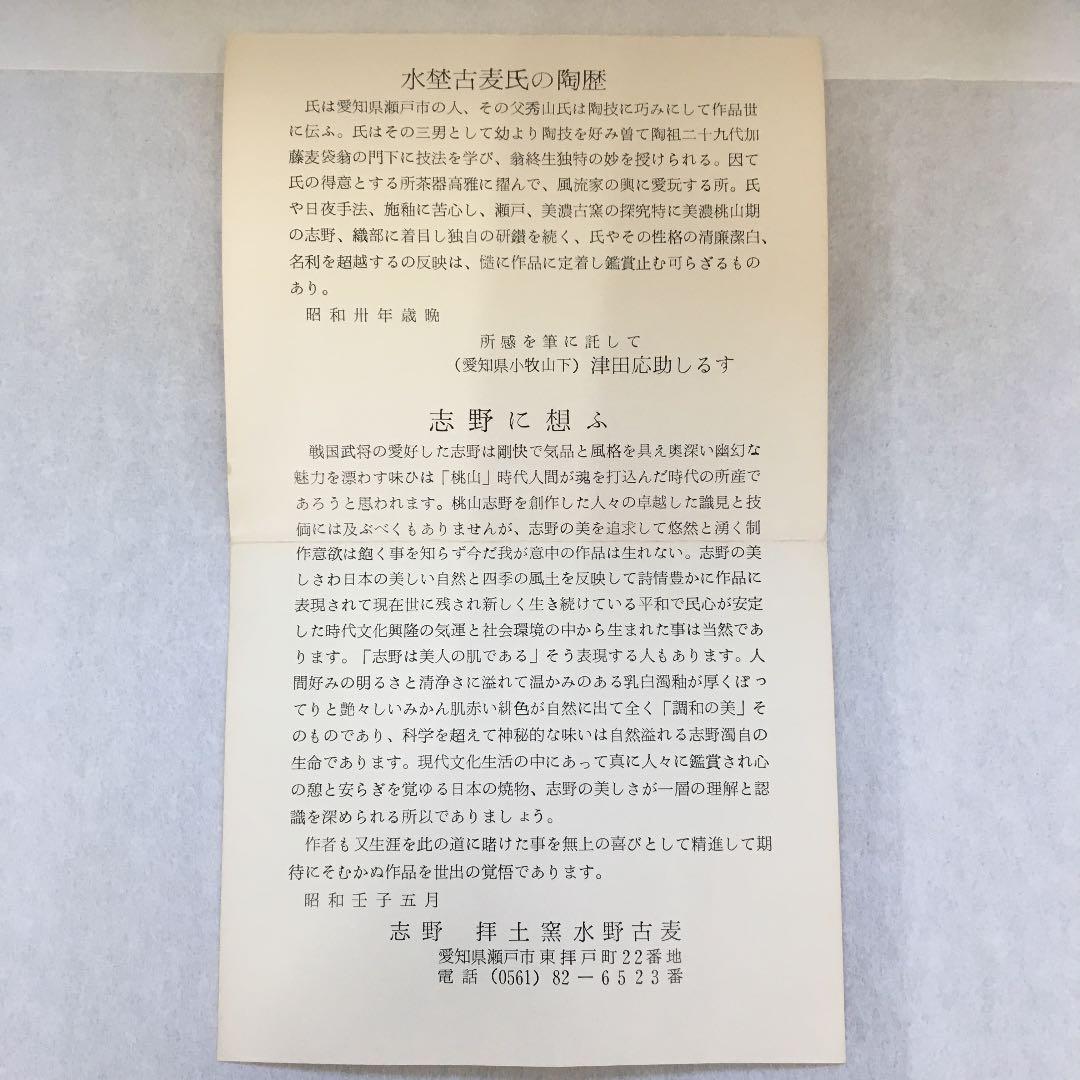 水埜古麦氏の陶歴
氏は愛知県瀬戸市の人、その父秀山氏は陶技に巧みにして作品世
に伝ふ。氏はその三男として幼より陶技を好み曽て陶祖二十九代加
藤麦袋翁の門下に技法を学び、翁終生独特の妙を授けられる。因て
氏の得意とする所茶器高雅に擢んで、風流家の興に愛玩する所。氏
や日夜手法、施釉に苦心し、瀬戸、美濃古窯の探究特に美濃桃山期
の志野、織部に着目し独自の研鑽を続く、氏やその性格の清廉潔白、
名利を超越するの反映は、慥に作品に定着し鑑賞止む可らざるもの
あり。
昭和卅年歳晩
所感を筆に託して
(愛知県小牧山下) 津田応助しるす
志野に想ふ
戦国武将の愛好した志野は剛快で気品と風格を具え奥深い幽幻な
魅力を漂わす味ひは「桃山」時代人間が魂を打込んだ時代の所産で
あろうと思われます。桃山志野を創作した人々の卓越した識見と技
倆には及ぶべくもありませんが、志野の美を追求して悠然と湧く制
作意欲は飽く事を知らず今だ我が意中の作品は生れない。志野の美
しさわ日本の美しい自然と四季の風土を反映して詩情豊かに作品に
表現されて現在世に残され新しく生き続けている平和で民心が安定
した時代文化興隆の気運と社会環境の中から生まれた事は当然であ
ります。「志野は美人の肌である」そう表現する人もあります。人
間好みの明るさと清浄さに溢れて温かみのある乳白濁釉が厚くぽっ
てりと艶々しいみかん肌赤い緋色が自然に出て全く「調和の美」そ
のものであり、科学を超えて神秘的な味いは自然溢れる志野濁自の
生命であります。現代文化生活の中にあって真に人々に鑑賞され心
の憩と安らぎを覚ゆる日本の焼物、志野の美しさが一層の理解と認
識を深められる所以でありましょう。
作者も又生涯を此の道に賭けた事を無上の喜びとして精進して期
待にそむかぬ作品を世出の覚悟であります。
昭和壬子五月
志野 拝土窯水野古麦
愛知県瀬戸市東拝戸町22番地
電話 (0561) 82－6523番